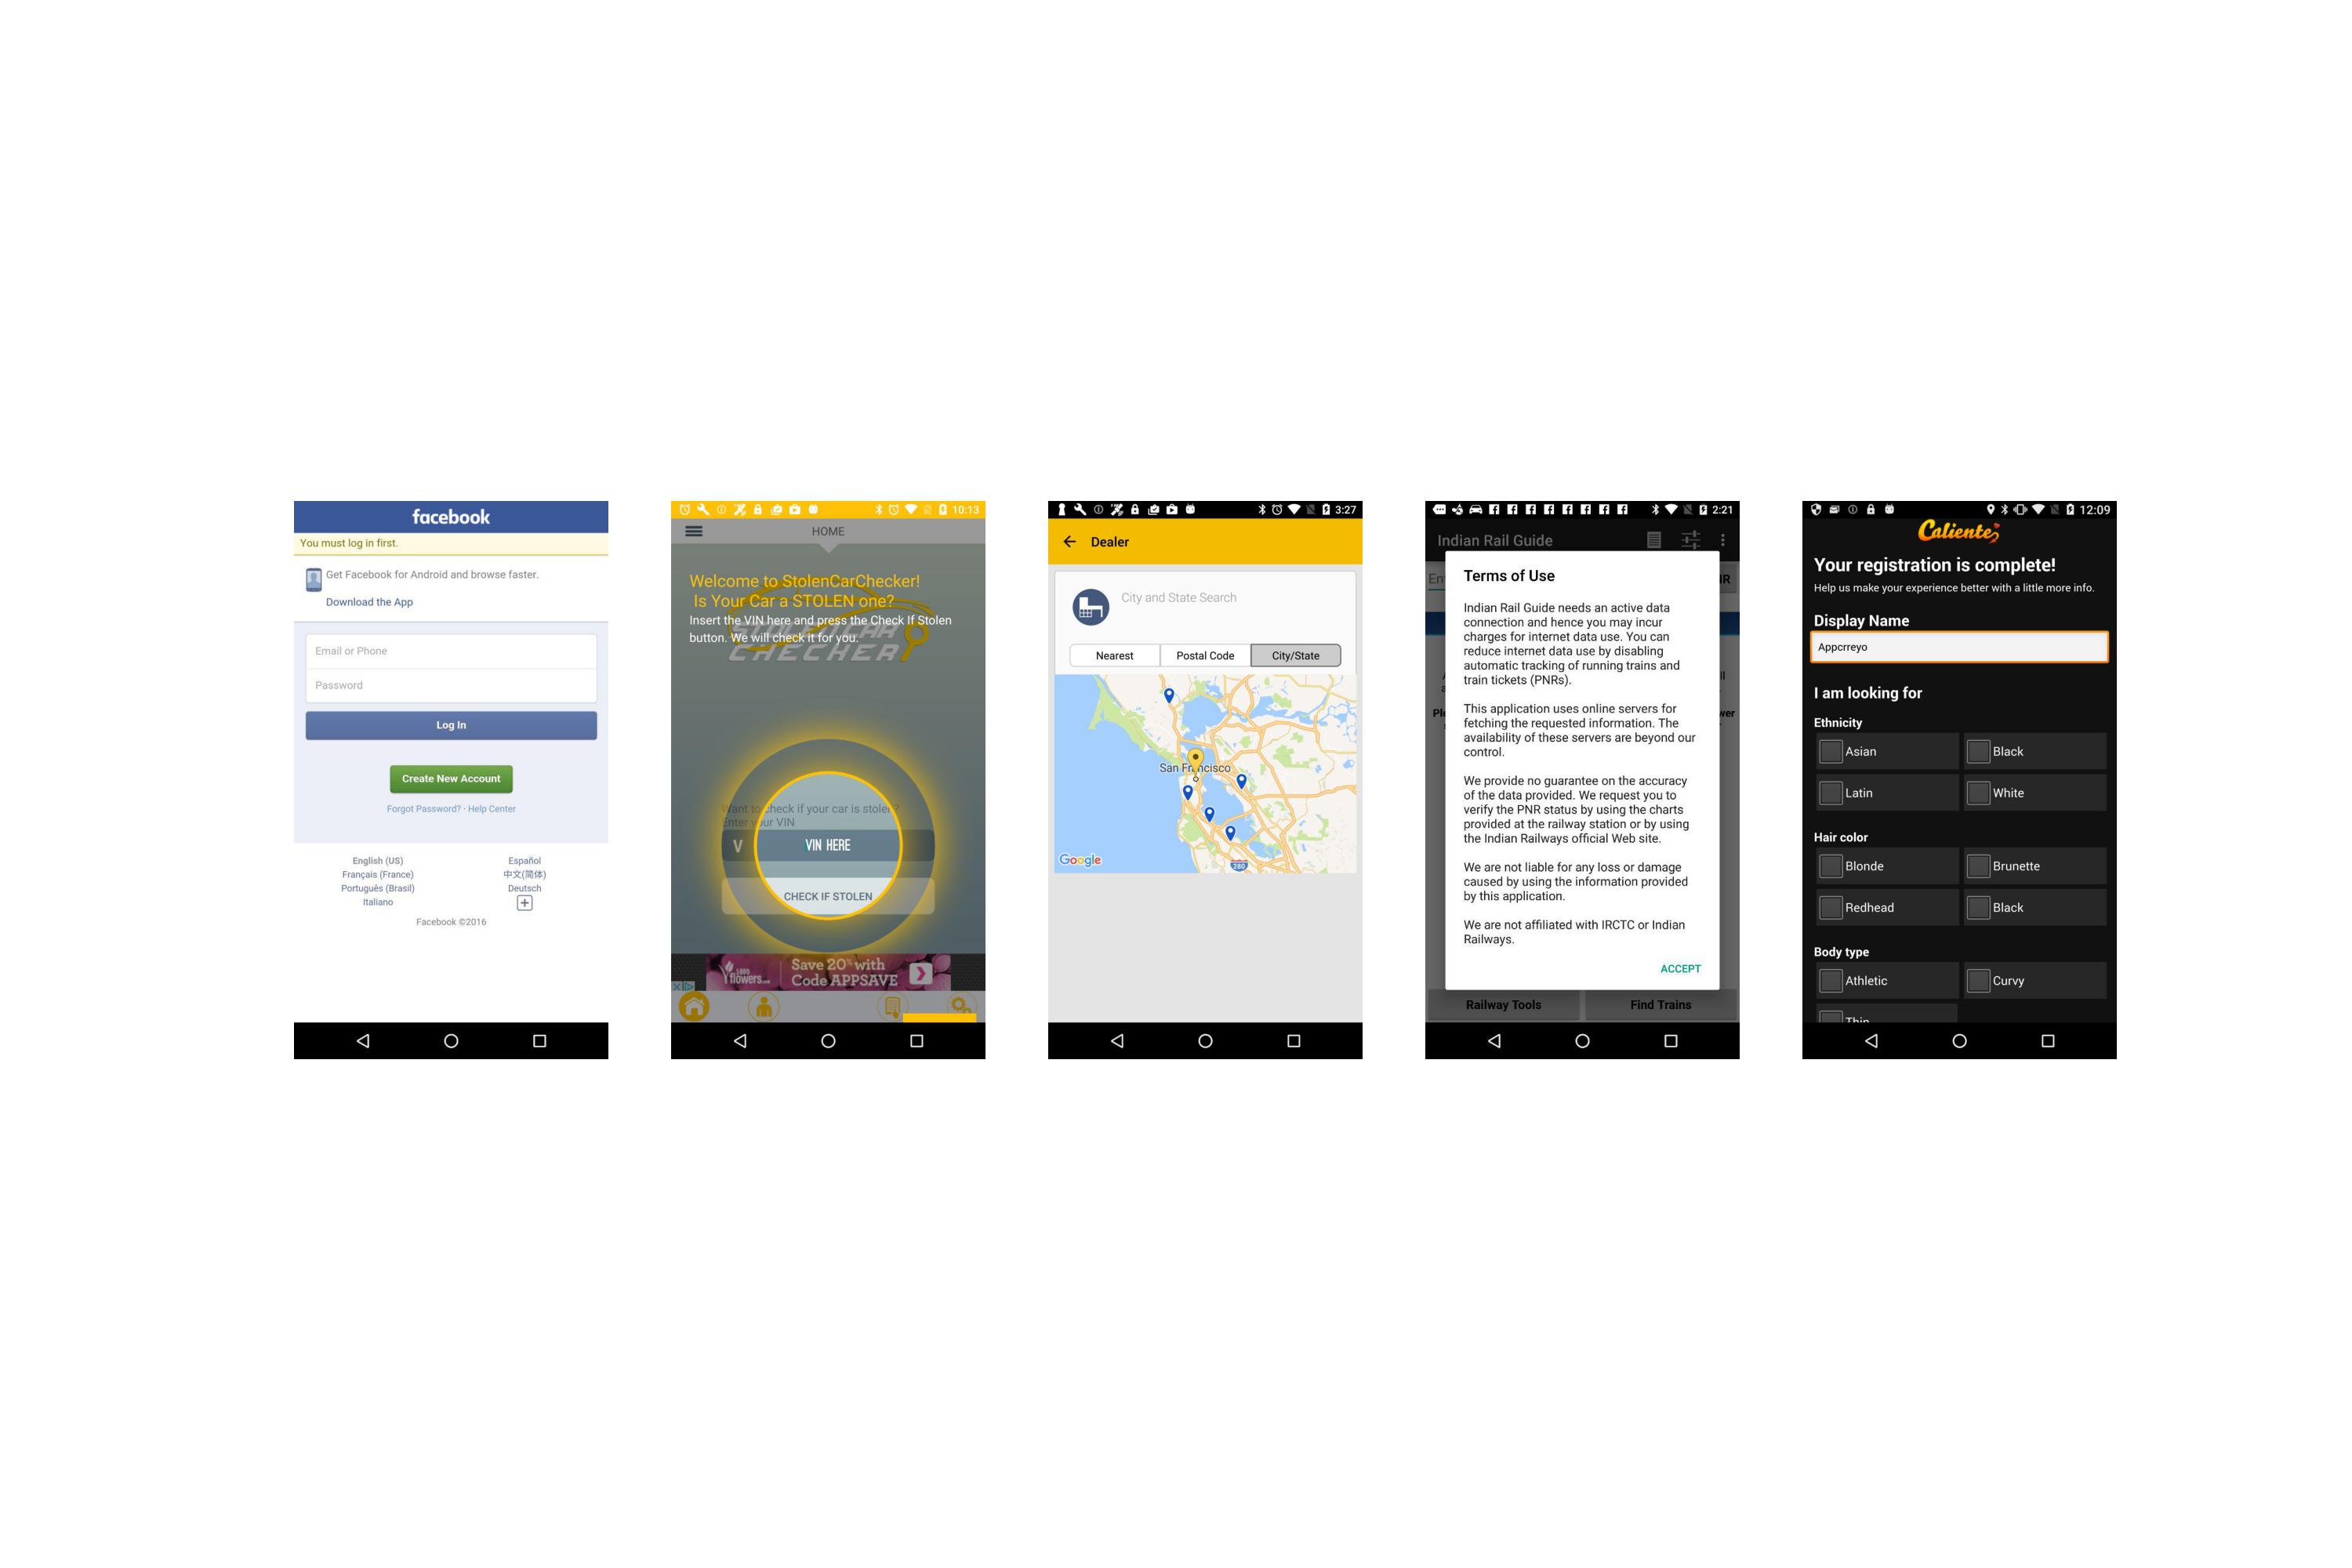 facebook
You must log in first.
Get Facebook for Android and browse faster.
Download the App
Email or Phone
Password
Log In
Create New Account
Forgot Password? · Help Center
English (US)
Español
Français (France)
中文(简体)
Português (Brasil)
Deutsch
Italiano
Facebook ©2016
10:13
HOME
Welcome to StolenCarChecker!
Is Your Car a STOLEN one?
Insert the VIN here and press the Check If Stolen
button. We will check it for you.
STOLEN CAR
CHECHER
Want to check if your car is stolen?
Enter your VIN
V
VIN HERE
CHECK IF STOLEN
1800
flowers.com
Save 20% with
Code APPSAVE
3:27
Dealer
City and State Search
Nearest
Postal Code
City/State
San Francisco
280
Google
2:21
Indian Rail Guide
Terms of Use
Indian Rail Guide needs an active data
connection and hence you may incur
charges for internet data use. You can
reduce internet data use by disabling
automatic tracking of running trains and
train tickets (PNRs).
This application uses online servers for
fetching the requested information. The
availability of these servers are beyond our
control.
We provide no guarantee on the accuracy
of the data provided. We request you to
verify the PNR status by using the charts
provided at the railway station or by using
the Indian Railways official Web site.
We are not liable for any loss or damage
caused by using the information provided
by this application.
We are not affiliated with IRCTC or Indian
Railways.
ACCEPT
Railway Tools
Find Trains
12:09
Caliente
Your registration is complete!
Help us make your experience better with a little more info.
Display Name
Appcrreyo
I am looking for
Ethnicity
Asian
Black
Latin
White
Hair color
Blonde
Brunette
Redhead
Black
Body type
Athletic
Curvy
Thin